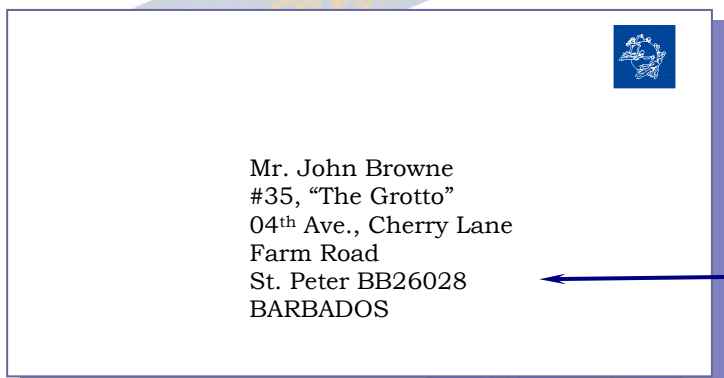 Mr. John Browne
#35, “The Grotto”
04th Ave., Cherry Lane
Farm Road
St. Peter BB26028
BARBADOS